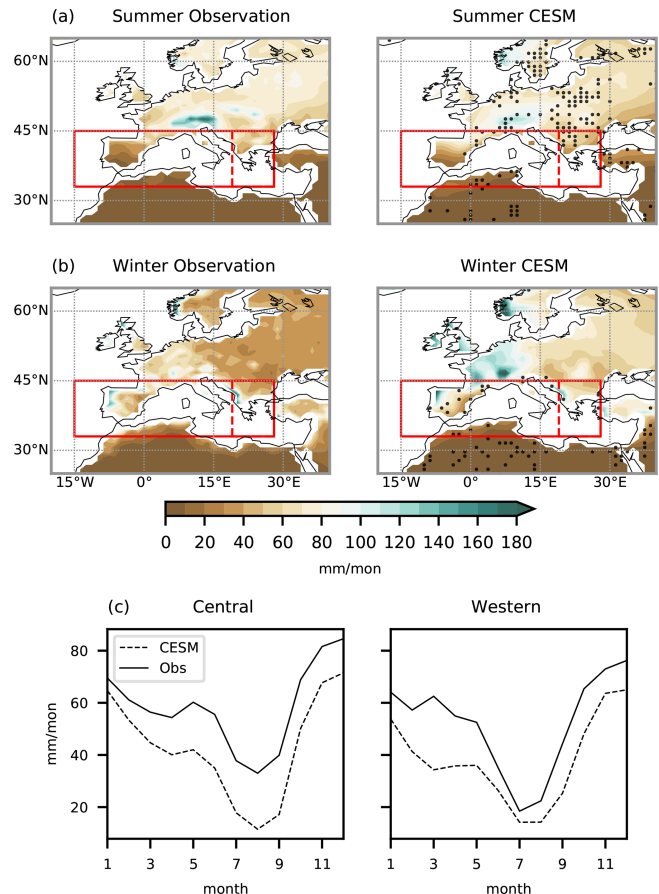 (a) Summer Observation Summer CESM
60°N
45°N
30°N
(b) Winter Observation Winter CESM
60°N
45°N
30°N
15°W 0° 15°E 30°E 15°W 0° 15°E 30°E
0 20 40 60 80 100 120 140 160 180
mm/mon
(c) Central Western
CESM
Obs
mm/mon
80
60
40
20
1 3 5 7 9 11 1 3 5 7 9 11
month month